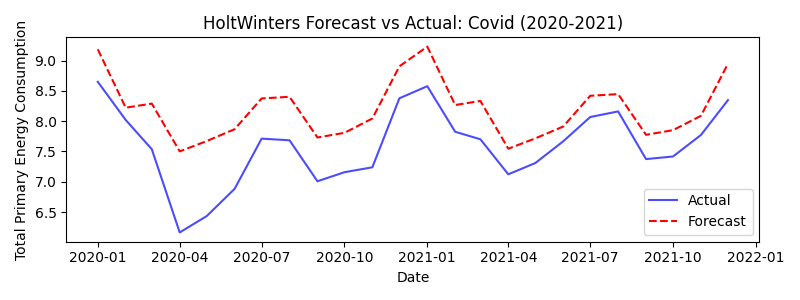 HoltWinters Forecast vs Actual: Covid (2020-2021)
Total Primary Energy Consumption
9.0
8.5
8.0
7.5
7.0
6.5
Actual
Forecast
2020-01 2020-04 2020-07 2020-10 2021-01 2021-04 2021-07 2021-10 2022-01
Date